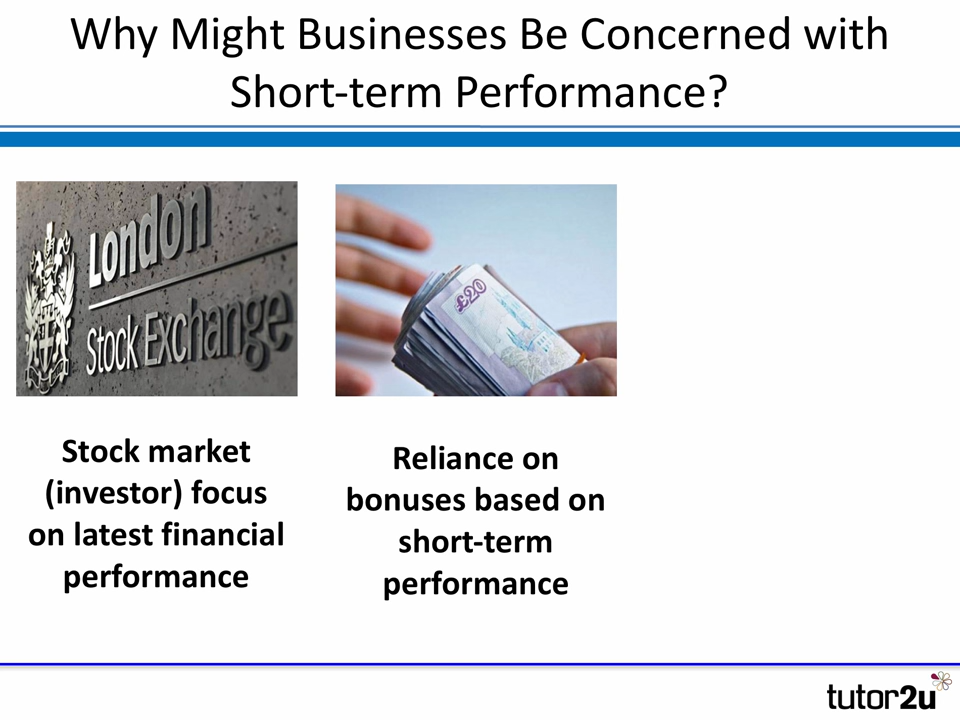 Why Might Businesses Be Concerned with
Short-term Performance?
London
Stock Exchange
£20
Stock market
(investor) focus
on latest financial
performance
Reliance on
bonuses based on
short-term
performance
tutor2u